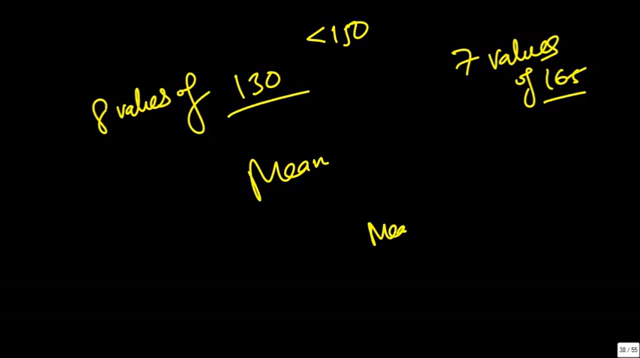 <150
8 values of 130
7 values
of 165
Mean
Mea
38 / 55